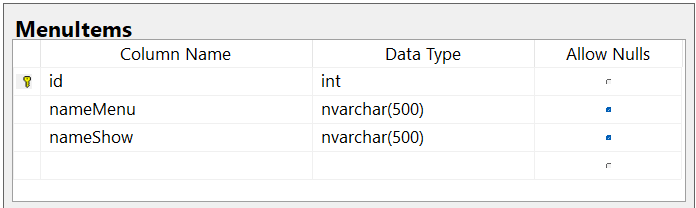 MenuItems
Column Name Data Type Allow Nulls
id int
nameMenu nvarchar(500)
nameShow nvarchar(500)